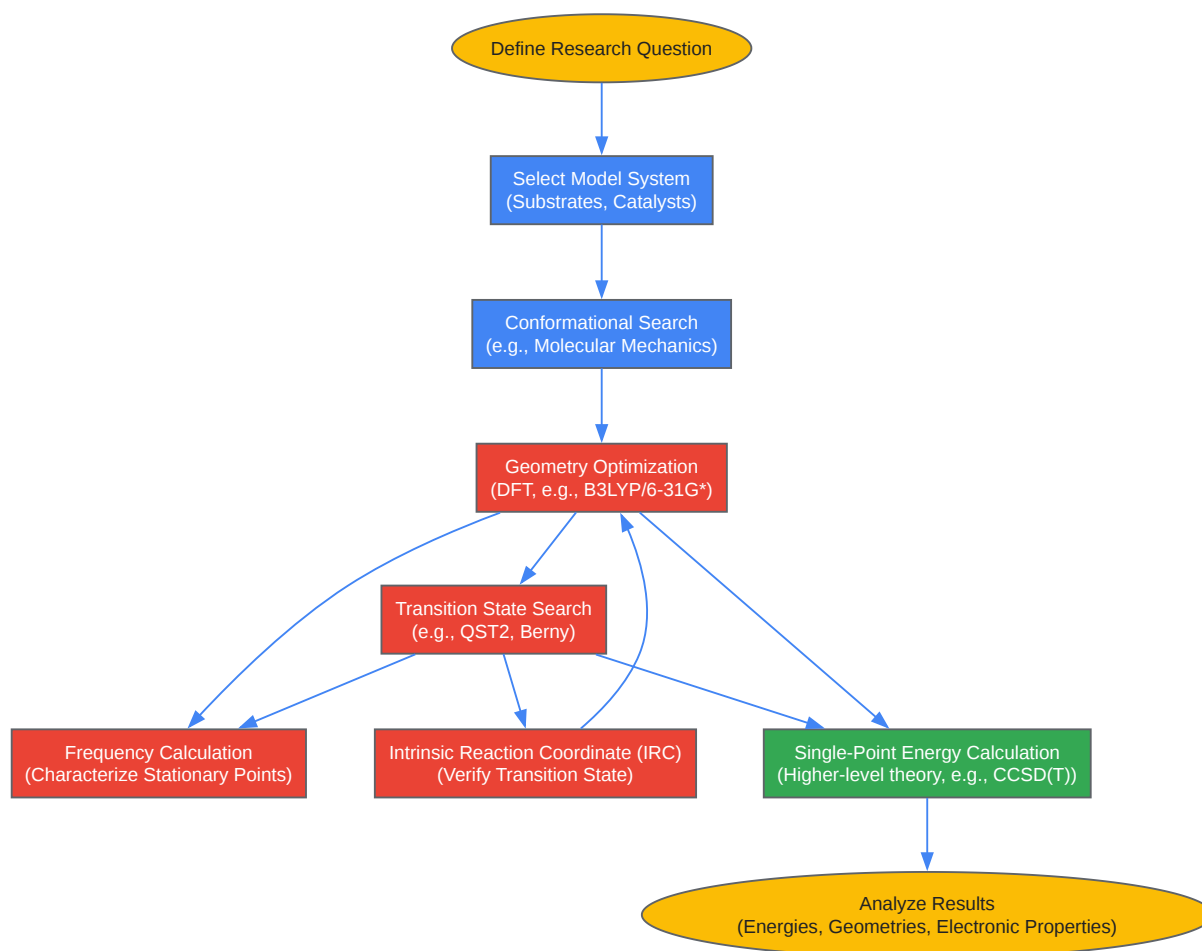 Define Research Question
Select Model System
(Substrates, Catalysts)
Conformational Search
(e.g., Molecular Mechanics)
Geometry Optimization
(DFT, e.g., B3LYP/6-31G*)
Transition State Search
(e.g., QST2, Berny)
Frequency Calculation
(Characterize Stationary Points)
Intrinsic Reaction Coordinate (IRC)
(Verify Transition State)
Single-Point Energy Calculation
(Higher-level theory, e.g., CCSD(T))
Analyze Results
(Energies, Geometries, Electronic Properties)